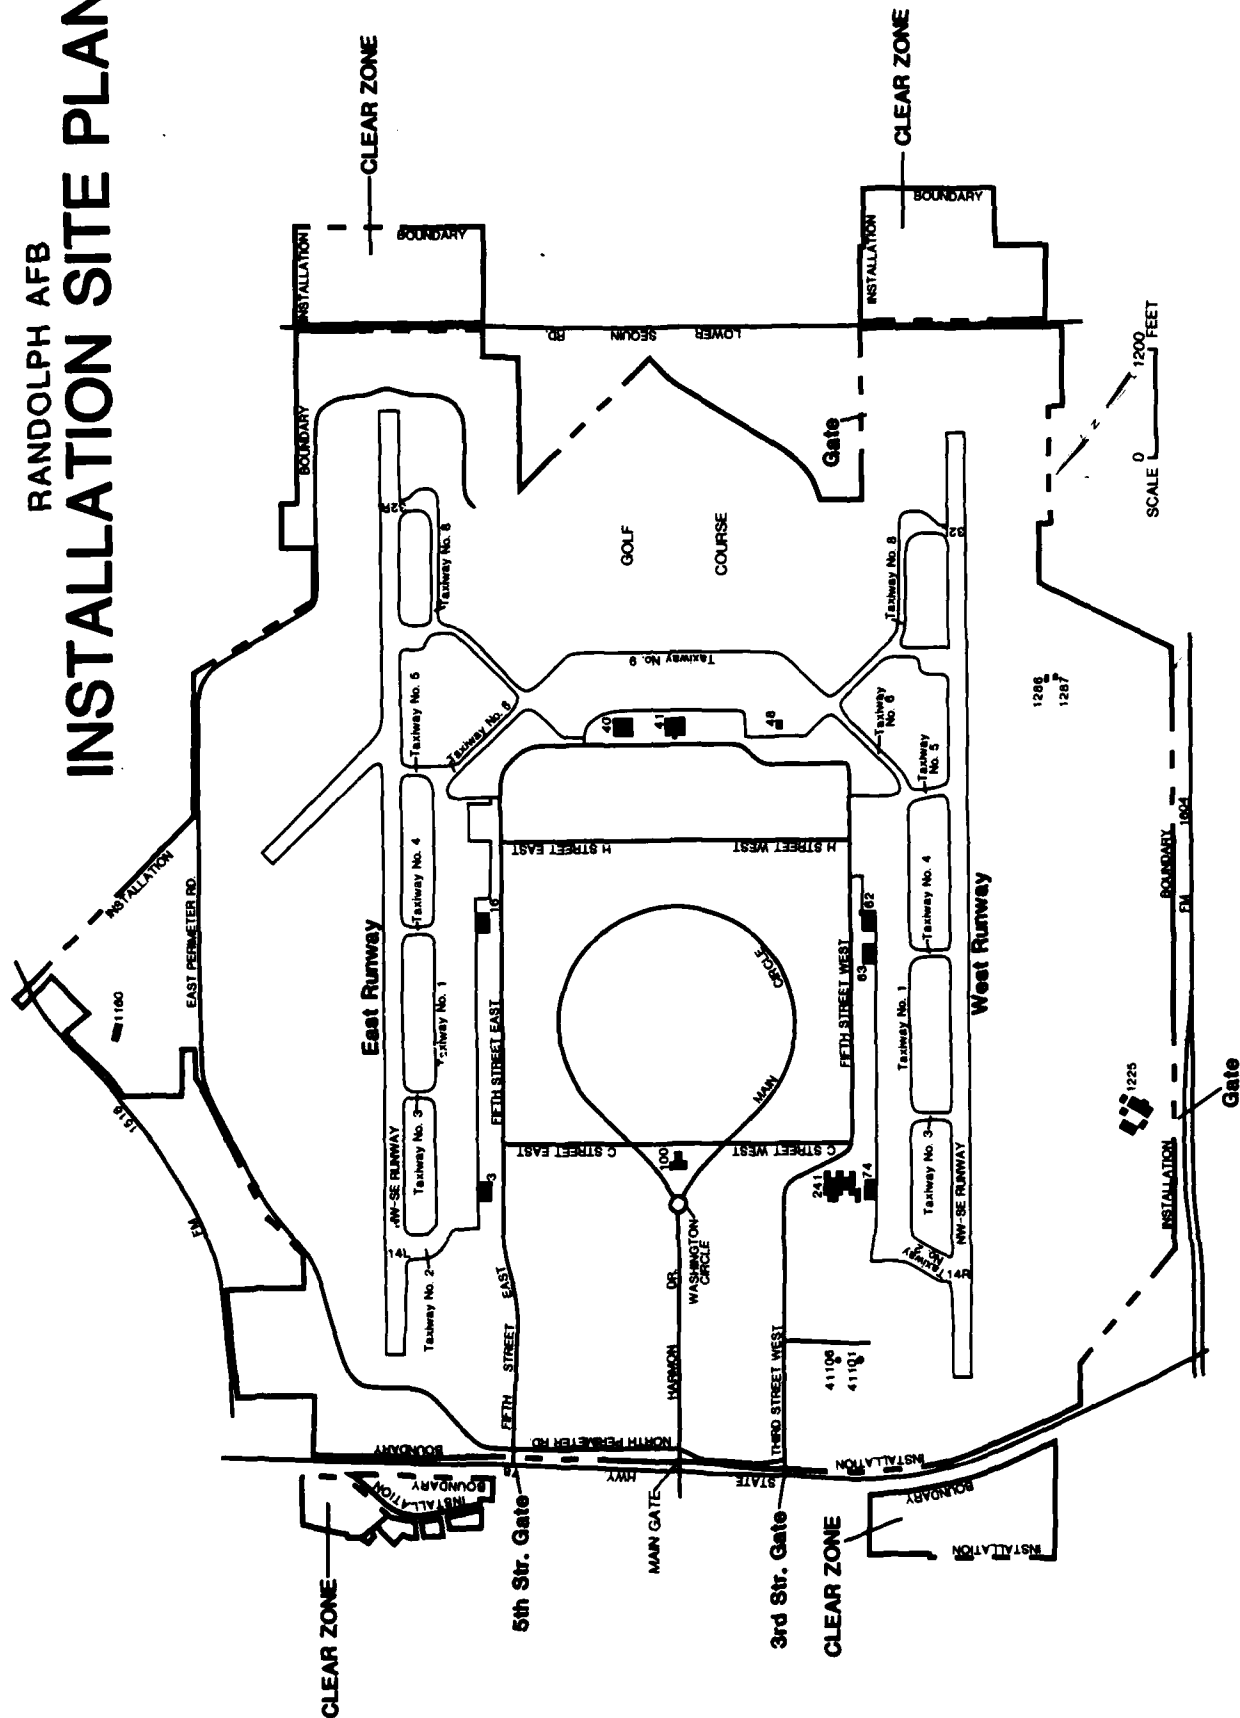 RANDOLPH AFB
INSTALLATION SITE PLAN
CLEAR ZONE
CLEAR ZONE
INSTALLATION
BOUNDARY
INSTALLATION
BOUNDARY
BOUNDARY
LOWER
SEQUIN
RD.
Gate
SCALE 0
1200
FEET
N
32R
Taxiway No. 8
GOLF
COURSE
Taxiway No. 8
32
Taxiway No. 9
Taxiway No. 5
Taxiway No. 6
40
41
48
Taxiway
No. 6
Taxiway
No. 5
1286
1287
INSTALLATION
EAST PERIMETER RD.
1160
East Runway
Taxiway No. 4
Taxiway No. 1
Taxiway No. 3
NW-SE RUNWAY
14L
Taxiway No. 2
16
3
FIFTH STREET EAST
H STREET EAST
H STREET WEST
MAIN
CIRCLE
C STREET EAST
C STREET WEST
100
WASHINGTON
CIRCLE
FIFTH STREET WEST
62
63
241
74
West Runway
Taxiway No. 4
Taxiway No. 1
Taxiway No. 3
NW-SE RUNWAY
Taxiway
No. 2
14R
BOUNDARY
FM
1604
1225
Gate
INSTALLATION
FM
1516
FIFTH
STREET
EAST
HARMON
DR.
THIRD STREET WEST
41106
41101
BOUNDARY
NORTH PERIMETER RD.
STATE
HWY
78
INSTALLATION
BOUNDARY
INSTALLATION
BOUNDARY
INSTALLATION
CLEAR ZONE
5th Str. Gate
MAIN GATE
3rd Str. Gate
CLEAR ZONE